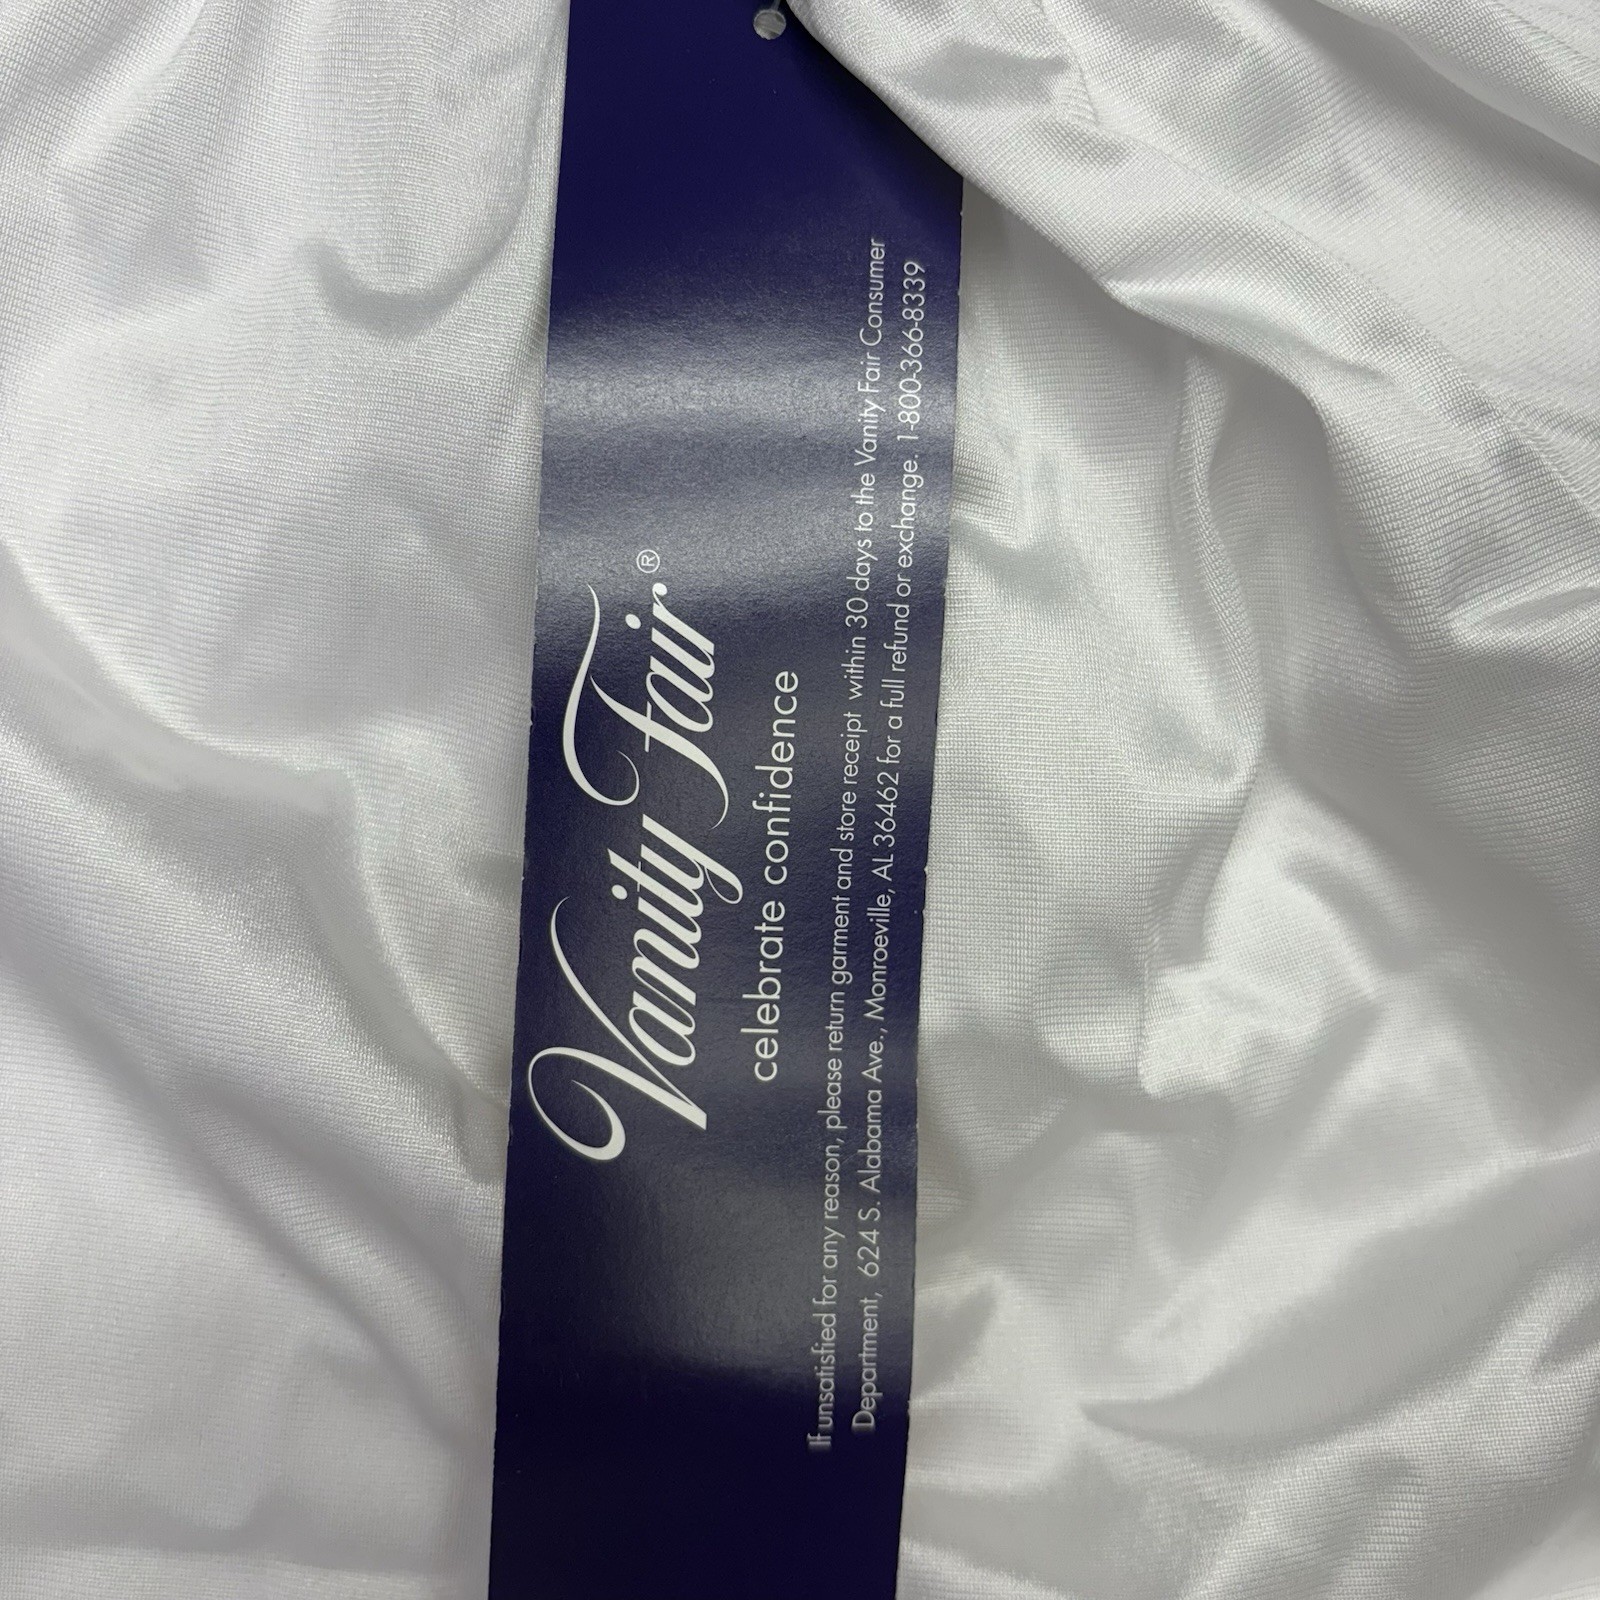 Vanity Fair®
celebrate confidence
If unsatisfied for any reason, please return garment and store receipt within 30 days to the Vanity Fair Consumer
Department, 624 S. Alabama Ave., Monroeville, AL 36462 for a full refund or exchange. 1-800-366-8339